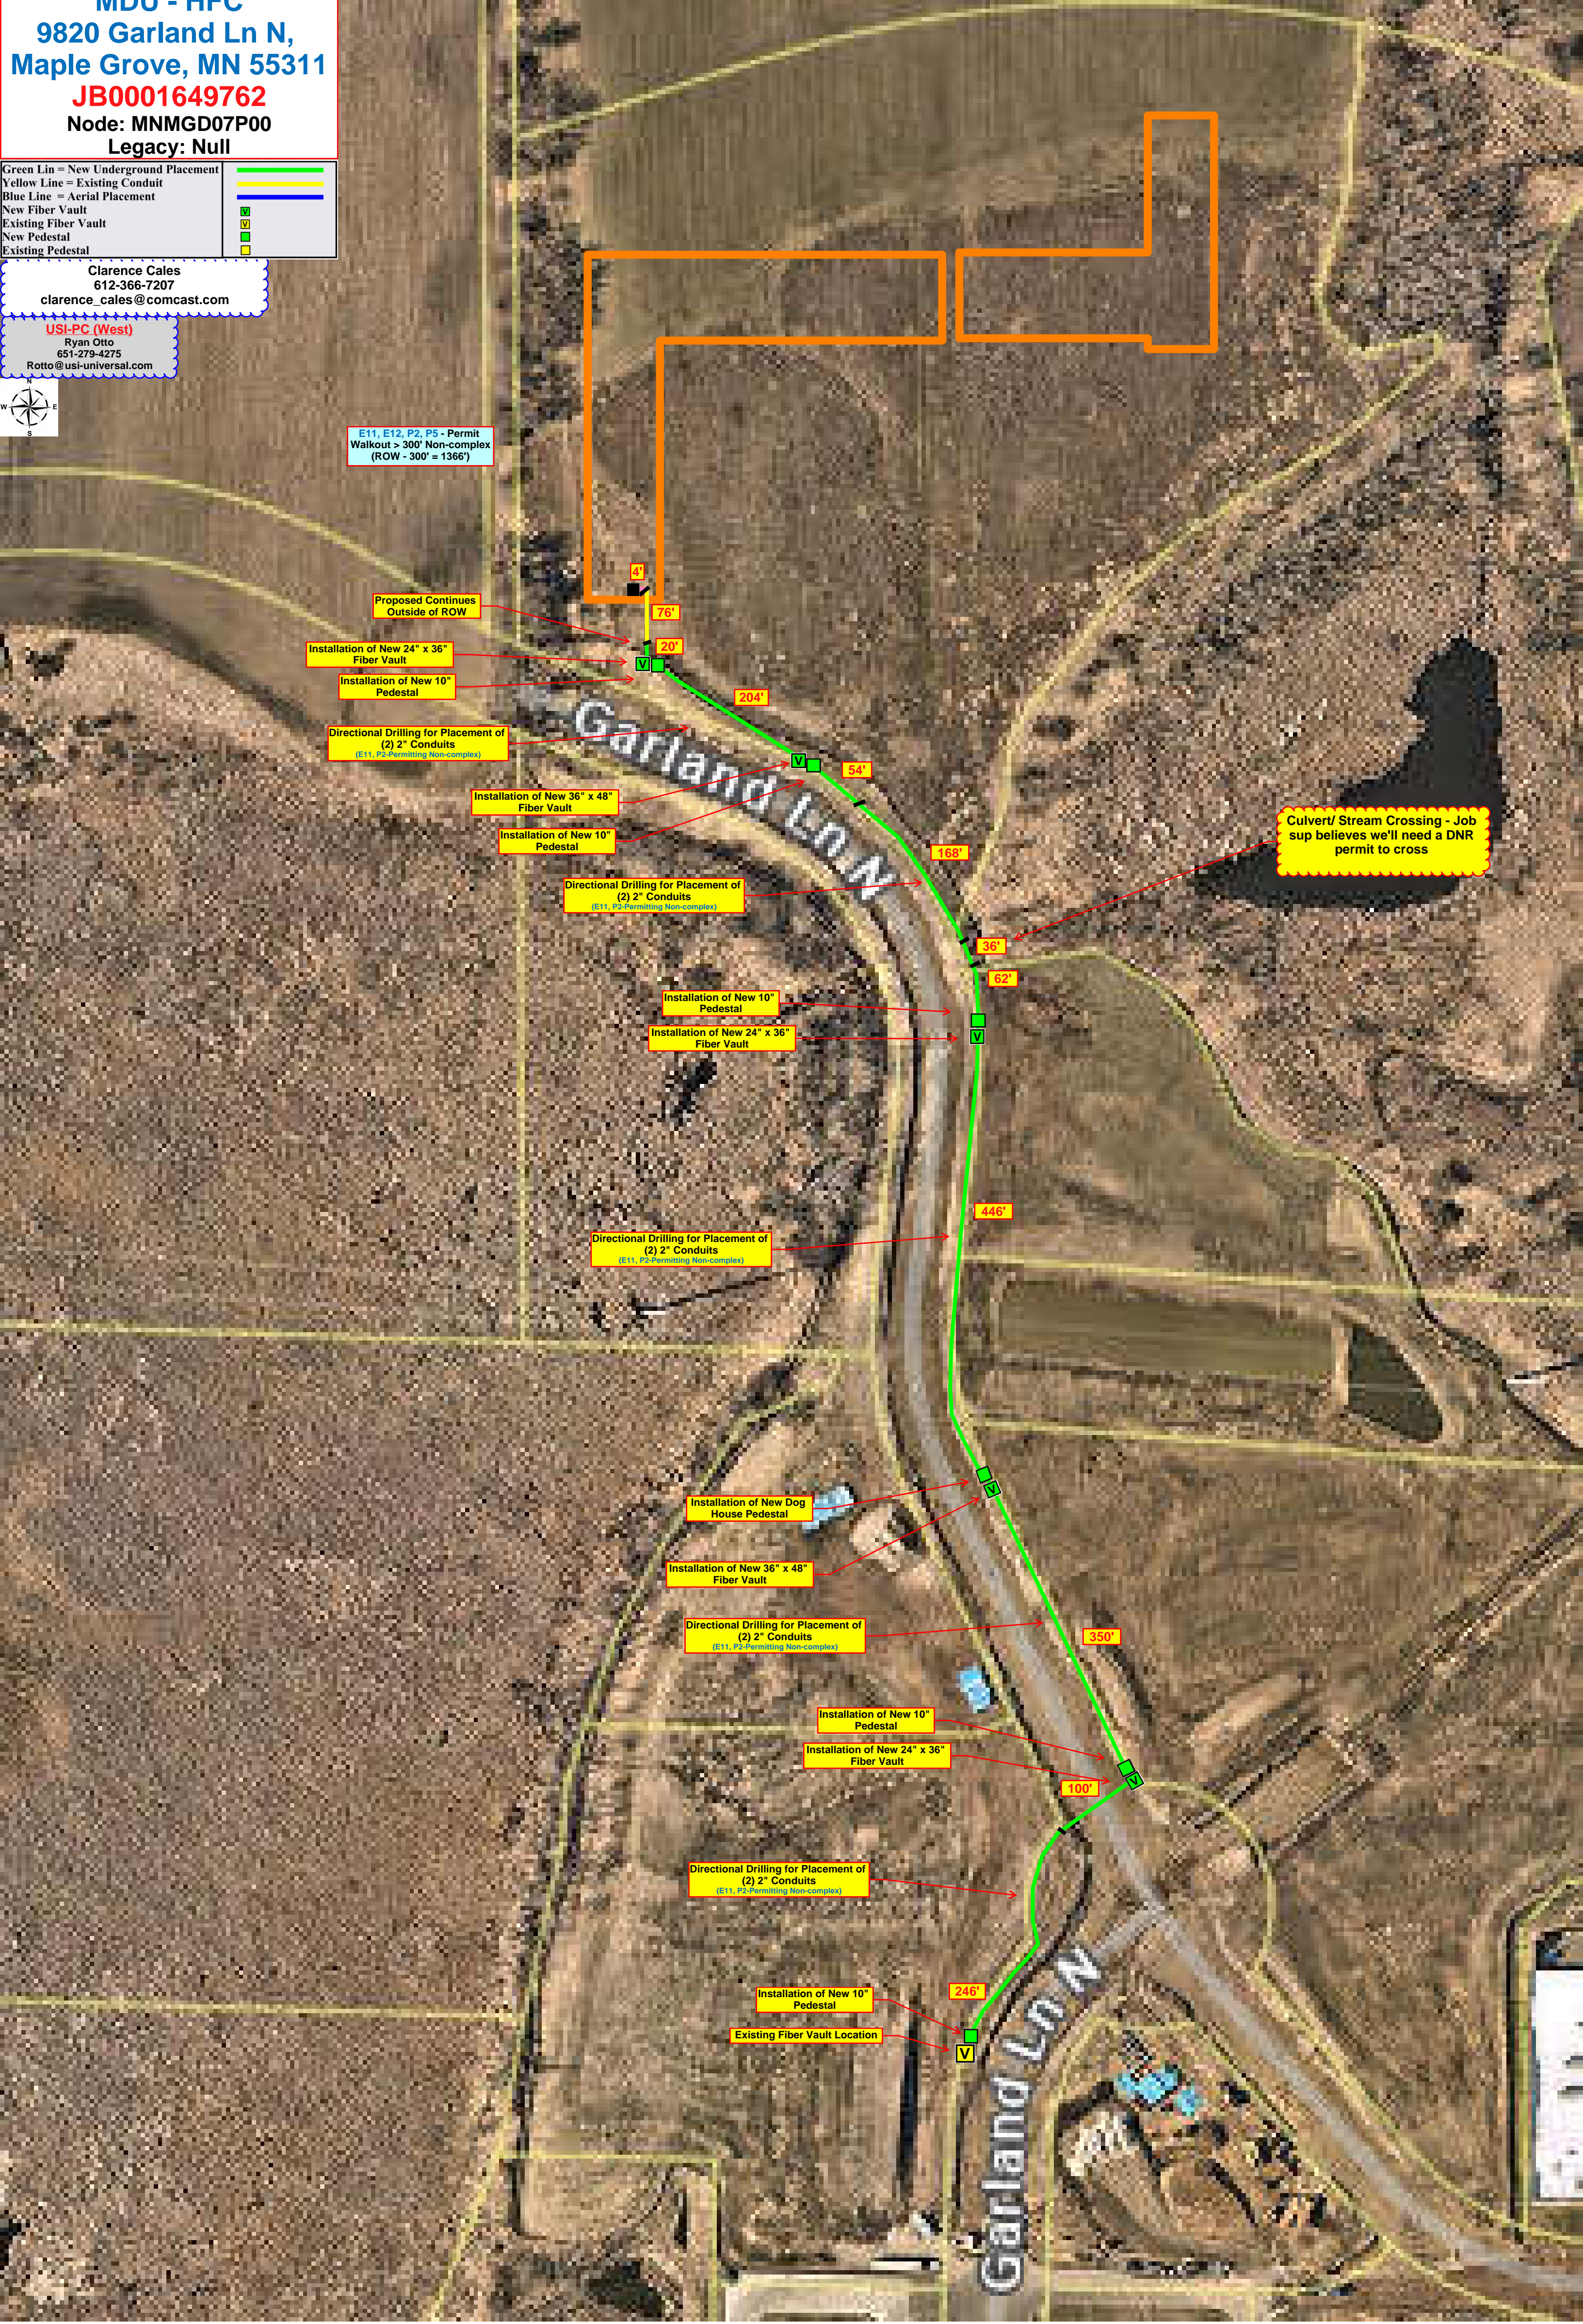 MDU - HFC
9820 Garland Ln N,
Maple Grove, MN 55311
JB0001649762
Node: MNMGD07P00
Legacy: Null
Green Lin = New Underground Placement
Yellow Line = Existing Conduit
Blue Line = Aerial Placement
New Fiber Vault
V
Existing Fiber Vault
V
New Pedestal
Existing Pedestal
Clarence Cales
612-366-7207
clarence_cales@comcast.com
USI-PC (West)
Ryan Otto
651-279-4275
Rotto@usi-universal.com
N
W
E
S
E11, E12, P2, P5 - Permit
Walkout > 300' Non-complex
(ROW - 300' = 1366')
4'
Proposed Continues
Outside of ROW
76'
20'
Installation of New 24" x 36"
Fiber Vault
V
Installation of New 10"
Pedestal
204'
Garland Ln N
Directional Drilling for Placement of
(2) 2" Conduits
(E11, P2-Permitting Non-complex)
V
54'
Installation of New 36" x 48"
Fiber Vault
Installation of New 10"
Pedestal
Culvert/ Stream Crossing - Job
sup believes we'll need a DNR
permit to cross
168'
Directional Drilling for Placement of
(2) 2" Conduits
(E11, P2-Permitting Non-complex)
36'
62'
Installation of New 10"
Pedestal
Installation of New 24" x 36"
Fiber Vault
V
446'
Directional Drilling for Placement of
(2) 2" Conduits
(E11, P2-Permitting Non-complex)
Installation of New Dog
House Pedestal
V
Installation of New 36" x 48"
Fiber Vault
Directional Drilling for Placement of
(2) 2" Conduits
(E11, P2-Permitting Non-complex)
350'
Installation of New 10"
Pedestal
Installation of New 24" x 36"
Fiber Vault
V
100'
Directional Drilling for Placement of
(2) 2" Conduits
(E11, P2-Permitting Non-complex)
246'
Installation of New 10"
Pedestal
Existing Fiber Vault Location
V
Garland Ln N